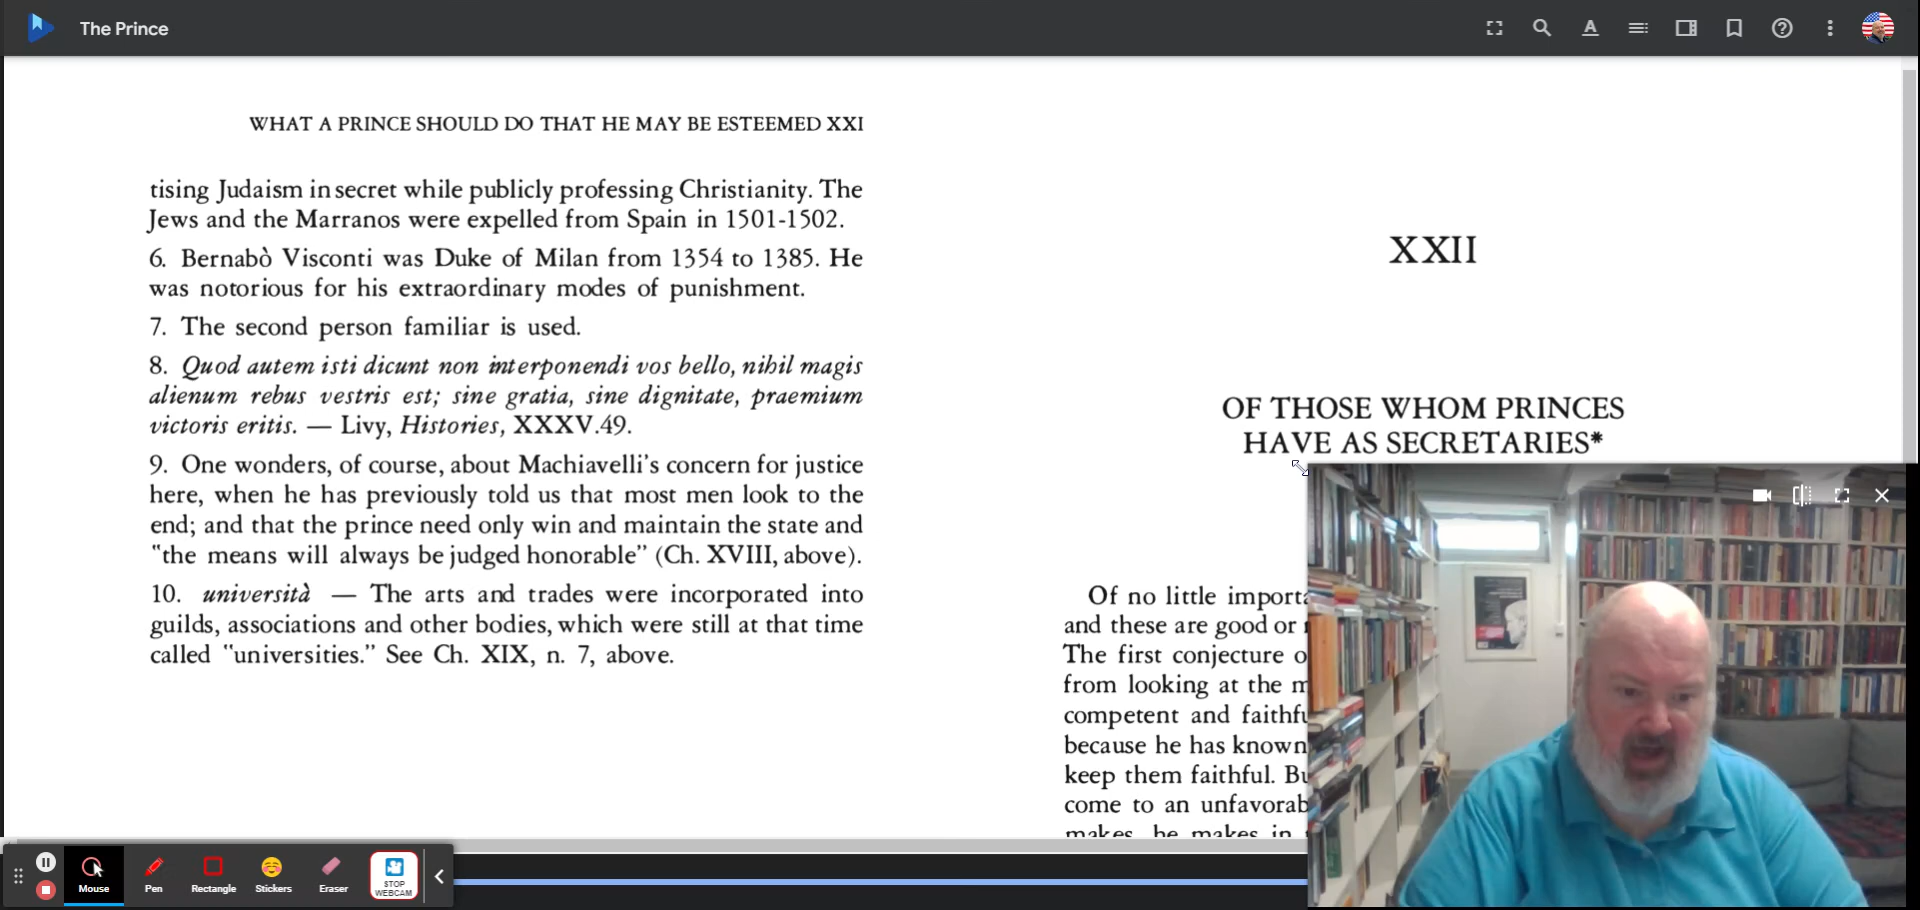 The Prince
WHAT A PRINCE SHOULD DO THAT HE MAY BE ESTEEMED XXI
tising Judaism in secret while publicly professing Christianity. The
Jews and the Marranos were expelled from Spain in 1501-1502.
6. Bernabò Visconti was Duke of Milan from 1354 to 1385. He
was notorious for his extraordinary modes of punishment.
7. The second person familiar is used.
8. Quod autem isti dicunt non interponendi vos bello, nihil magis
alienum rebus vestris est; sine gratia, sine dignitate, praemium
victoris eritis. — Livy, Histories, XXXV.49.
9. One wonders, of course, about Machiavelli's concern for justice
here, when he has previously told us that most men look to the
end; and that the prince need only win and maintain the state and
"the means will always be judged honorable" (Ch. XVIII, above).
10. università — The arts and trades were incorporated into
guilds, associations and other bodies, which were still at that time
called "universities." See Ch. XIX, n. 7, above.
XXII
OF THOSE WHOM PRINCES
HAVE AS SECRETARIES*
Of no little
and these are good or
The first conjecture
from looking at the
competent and
because he has known
keep them faithful.
come to an
makes, he makes in
Mouse
Pen
Rectangle
Stickers
Eraser
STOP
WEBCAM